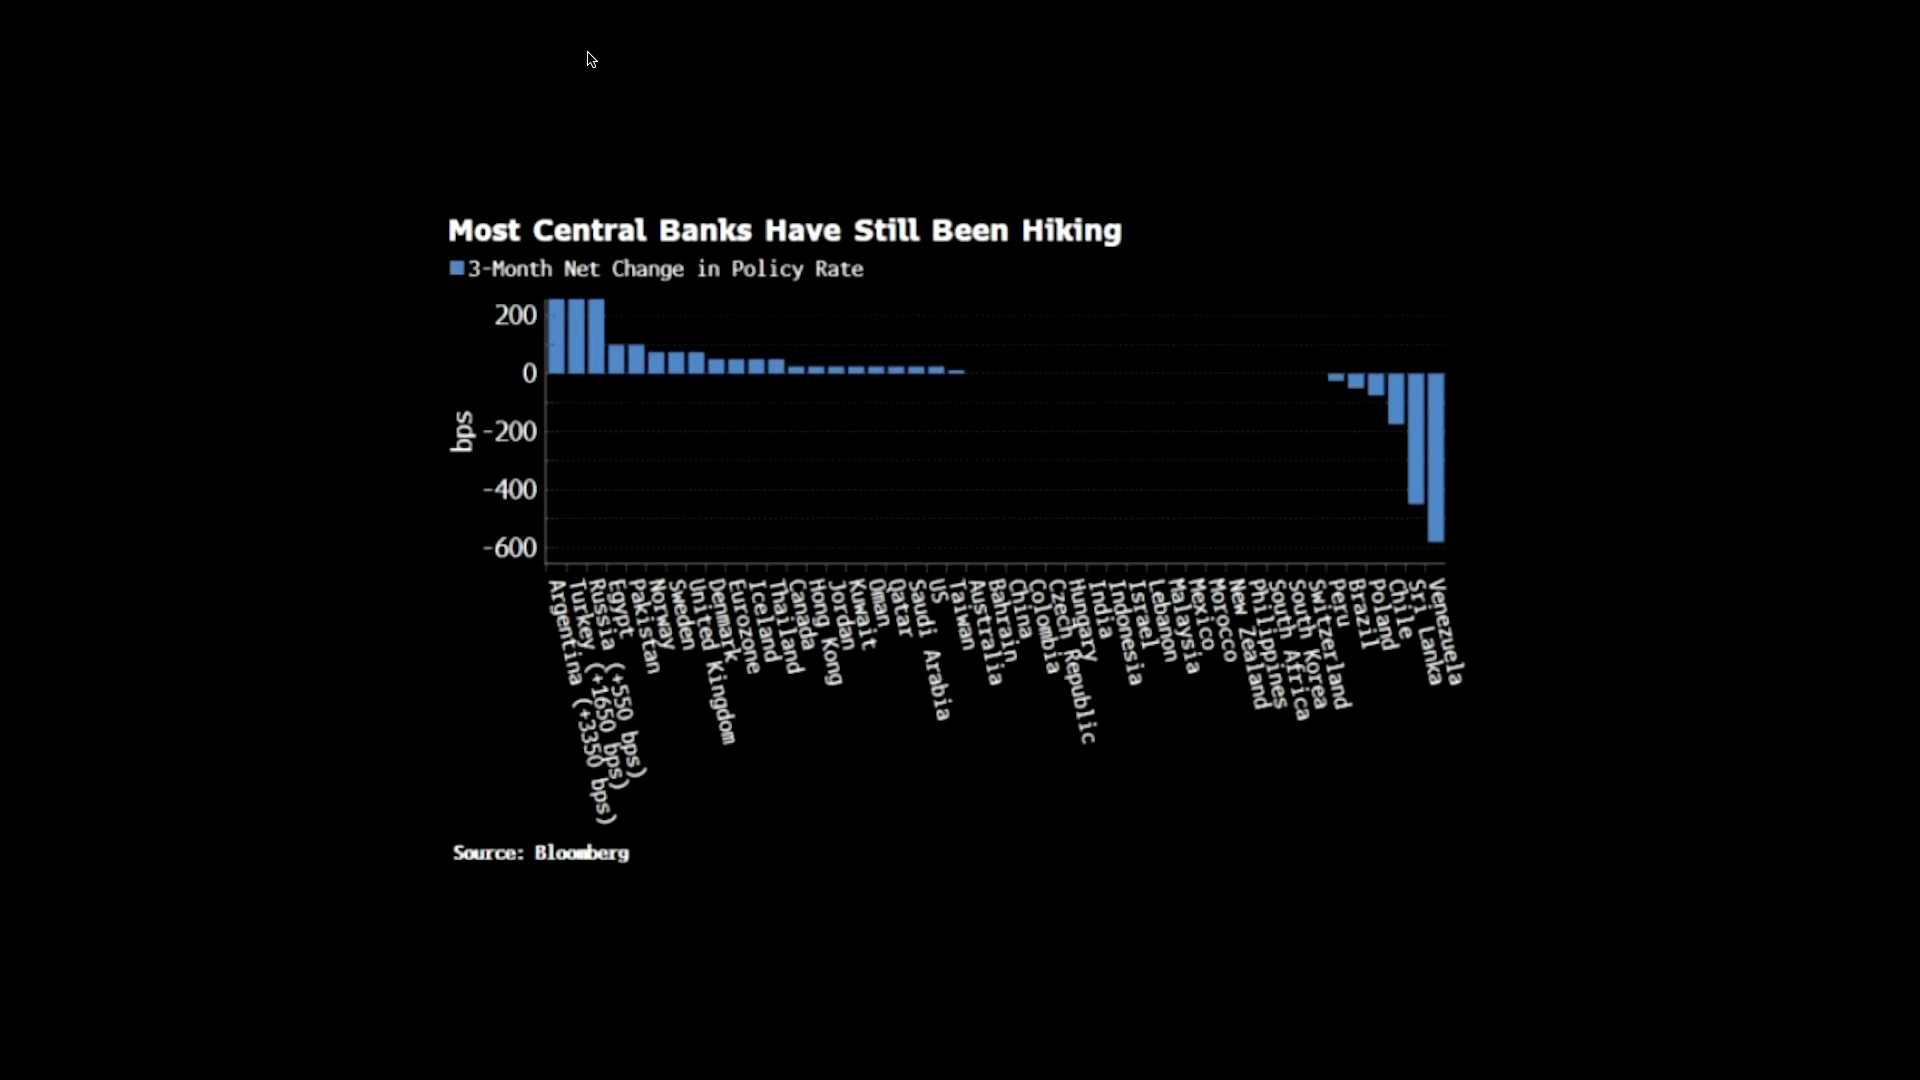 Most Central Banks Have Still Been Hiking
3-Month Net Change in Policy Rate
200
0
-200
-400
-600
bps
Argentina (+3350 bps)
Turkey (+1650 bps)
Russia (+550 bps)
Egypt
Pakistan
Norway
Sweden
United Kingdom
Denmark
Eurozone
Iceland
Thailand
Canada
Hong Kong
Jordan
Kuwait
Oman
Qatar
Saudi Arabia
US
Taiwan
Australia
Bahrain
China
Colombia
Czech Republic
Hungary
India
Indonesia
Israel
Lebanon
Malaysia
Mexico
Morocco
New Zealand
Philippines
South Africa
South Korea
Switzerland
Peru
Brazil
Poland
Chile
Sri Lanka
Venezuela
Source: Bloomberg